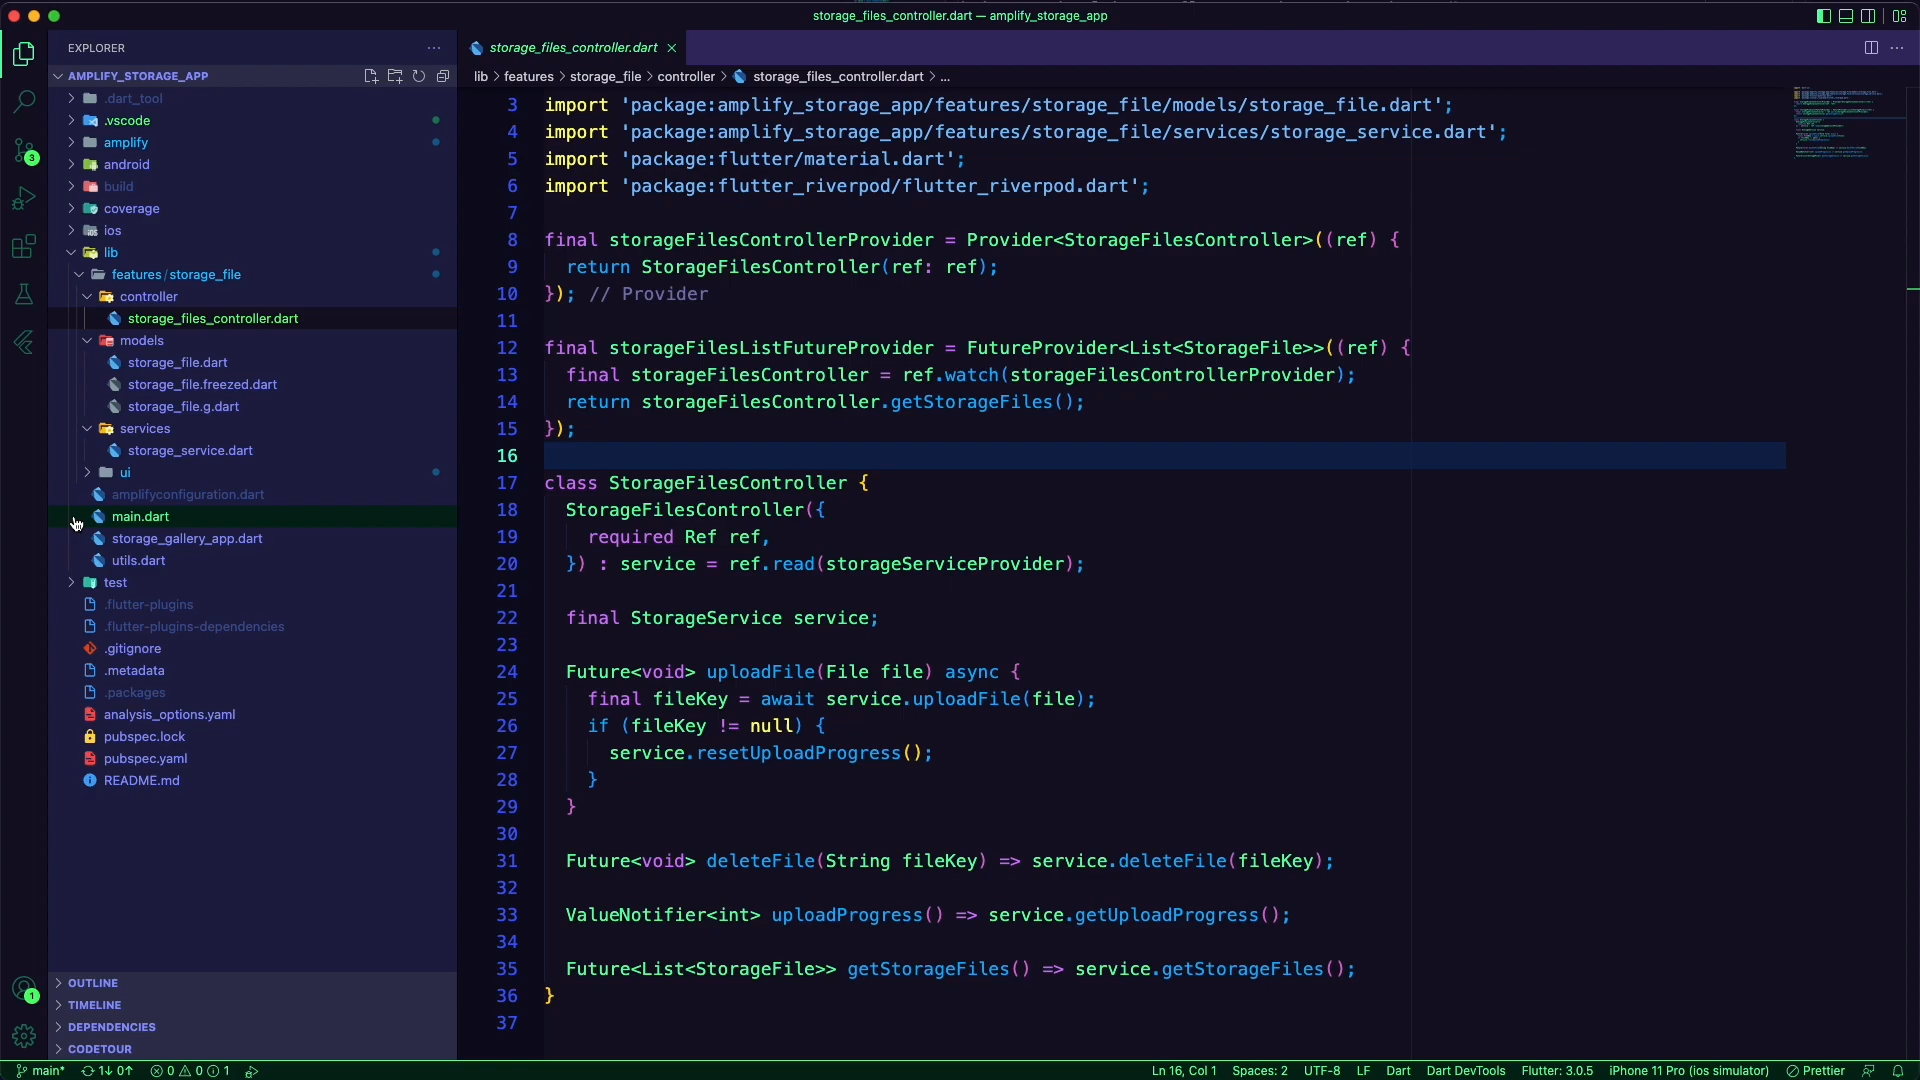 storage_files_controller.dart — amplify_storage_app
EXPLORER
AMPLIFY_STORAGE_APP
.dart_tool
.vscode
amplify
android
build
coverage
ios
lib
features/storage_file
controller
storage_files_controller.dart
models
storage_file.dart
storage_file.freezed.dart
storage_file.g.dart
services
storage_service.dart
ui
amplifyconfiguration.dart
main.dart
storage_gallery_app.dart
utils.dart
test
.flutter-plugins
.flutter-plugins-dependencies
.gitignore
.metadata
.packages
analysis_options.yaml
pubspec.lock
pubspec.yaml
README.md
OUTLINE
TIMELINE
DEPENDENCIES
CODETOUR
3
1
storage_files_controller.dart
lib > features > storage_file > controller > storage_files_controller.dart > ...
3 import 'package:amplify_storage_app/features/storage_file/models/storage_file.dart';
4 import 'package:amplify_storage_app/features/storage_file/services/storage_service.dart';
5 import 'package:flutter/material.dart';
6 import 'package:flutter_riverpod/flutter_riverpod.dart';
7
8 final storageFilesControllerProvider = Provider<StorageFilesController>((ref) {
9 return StorageFilesController(ref: ref);
10 }); // Provider
11
12 final storageFilesListFutureProvider = FutureProvider<List<StorageFile>>((ref) {
13 final storageFilesController = ref.watch(storageFilesControllerProvider);
14 return storageFilesController.getStorageFiles();
15 });
16
17 class StorageFilesController {
18 StorageFilesController({
19 required Ref ref,
20 }) : service = ref.read(storageServiceProvider);
21
22 final StorageService service;
23
24 Future<void> uploadFile(File file) async {
25 final fileKey = await service.uploadFile(file);
26 if (fileKey != null) {
27 service.resetUploadProgress();
28 }
29 }
30
31 Future<void> deleteFile(String fileKey) => service.deleteFile(fileKey);
32
33 ValueNotifier<int> uploadProgress() => service.getUploadProgress();
34
35 Future<List<StorageFile>> getStorageFiles() => service.getStorageFiles();
36 }
37
main* 1↓ 0↑ 0 0 1 Ln 16, Col 1 Spaces: 2 UTF-8 LF Dart Dart DevTools Flutter: 3.0.5 iPhone 11 Pro (ios simulator) Prettier